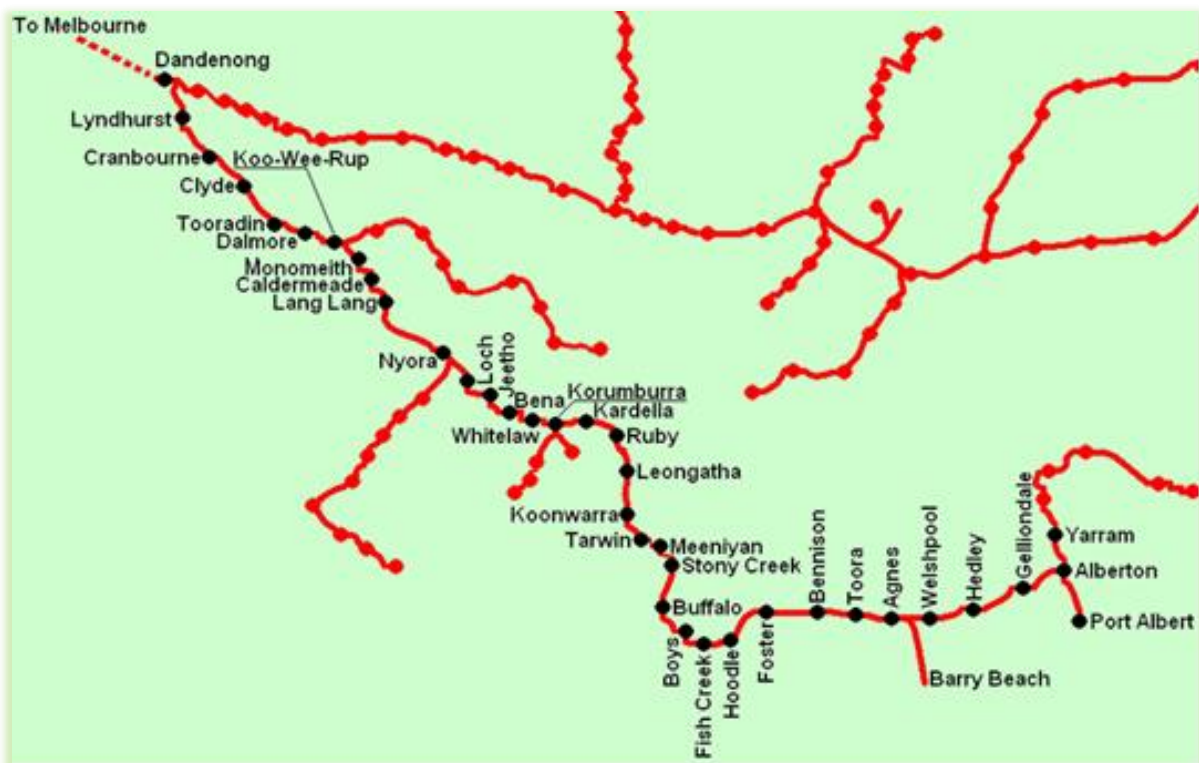 To Melbourne
Dandenong
Lyndhurst
Cranbourne
Koo-Wee-Rup
Clyde
Tooradin
Dalmore
Monomeith
Caldermeade
Lang Lang
Nyora
Loch
Jeetho
Bena
Korumburra
Kardella
Whitelaw
Ruby
Leongatha
Koonwarra
Tarwin
Meeniyan
Stony Creek
Buffalo
Boys
Fish Creek
Hoodle
Foster
Bennison
Toora
Agnes
Welshpool
Hedley
Gelliondale
Yarram
Alberton
Port Albert
Barry Beach